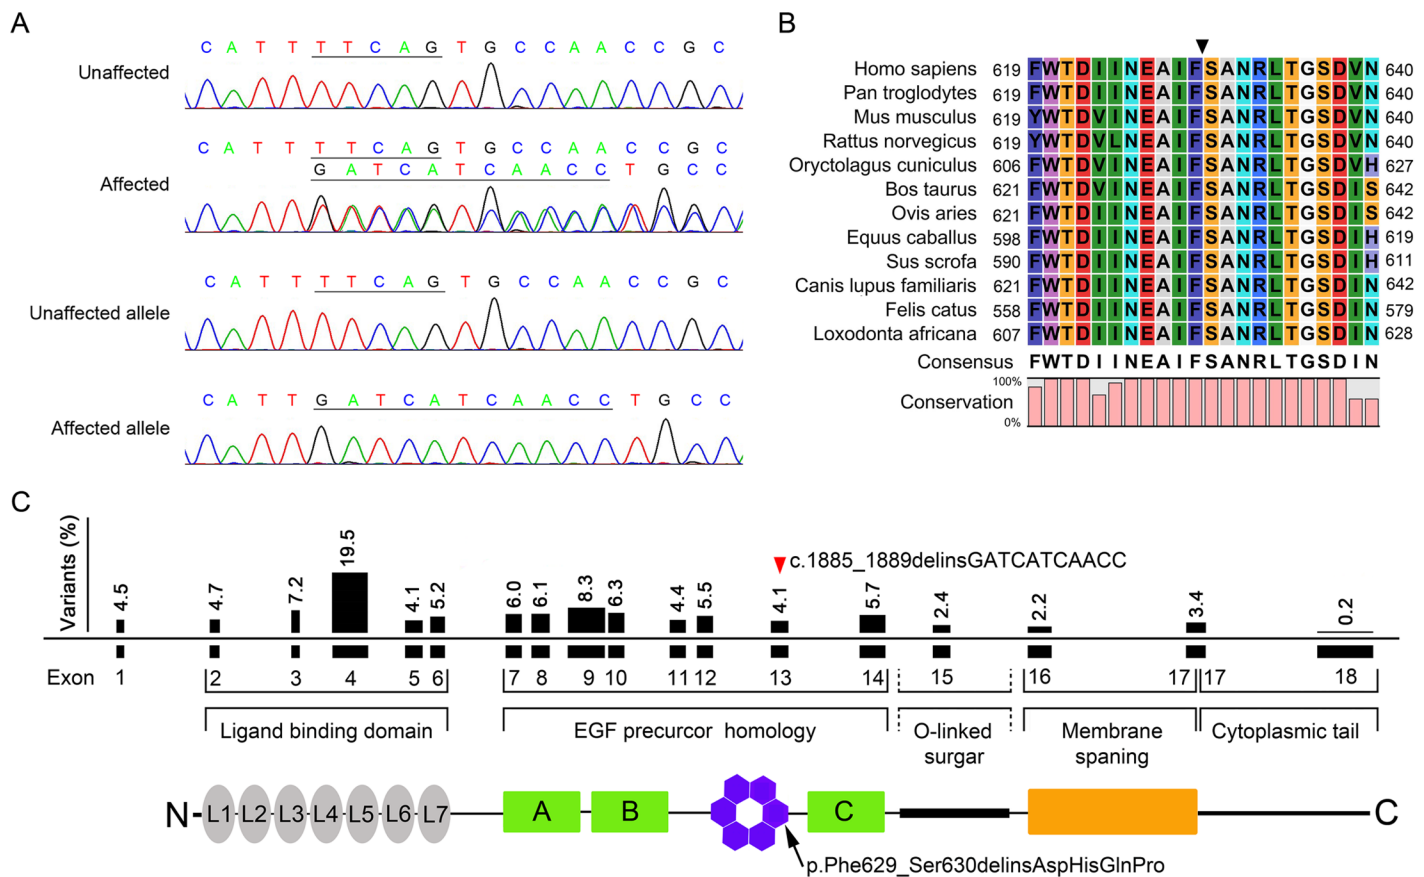 A
Unaffected
C A T T T T C A G T G C C A A C C G C
Affected
C A T T T T C A G T G C C A A C C G C
G A T C A T C A A C C T G C C
Unaffected allele
C A T T T T C A G T G C C A A C C G C
Affected allele
C A T T G A T C A T C A A C C T G C C
B
Homo sapiens 619 FWTDIINEAIFSANRLTGSDVN 640
Pan troglodytes 619 FWTDIINEAIFSANRLTGSDVN 640
Mus musculus 619 YWTDVINEAIFSANRLTGSDVN 640
Rattus norvegicus 619 YWTDVLNEAIFSANRLTGSDVN 640
Oryctolagus cuniculus 606 FWTDIINEAIFSANRLTGSDVH 627
Bos taurus 621 FWTDVINEAIFSANRLTGSDIS 642
Ovis aries 621 FWTDIINEAIFSANRLTGSDIS 642
Equus caballus 598 FWTDIINEAIFSANRLTGSDIH 619
Sus scrofa 590 FWTDIINEAIFSANRLTGSDIH 611
Canis lupus familiaris 621 FWTDIINEAIFSANRLTGSDIN 642
Felis catus 558 FWTDIINEAIFSANRLTGSDIN 579
Loxodonta africana 607 FWTDIINEAIFSANRLTGSDIN 628
Consensus FWTDIINEAIFSANRLTGSDIN
Conservation
100%
0%
C
Variants (%)
4.5 4.7 7.2 19.5 4.1 5.2 6.0 6.1 8.3 6.3 4.4 5.5 4.1 5.7 2.4 2.2 3.4 0.2
c.1885_1889delinsGATCATCAACC
Exon 1 2 3 4 5 6 7 8 9 10 11 12 13 14 15 16 17 17 18
Ligand binding domain
EGF precurcor homology
O-linked
surgar
Membrane
spaning
Cytoplasmic tail
N L1 L2 L3 L4 L5 L6 L7 A B C C
p.Phe629_Ser630delinsAspHisGlnPro